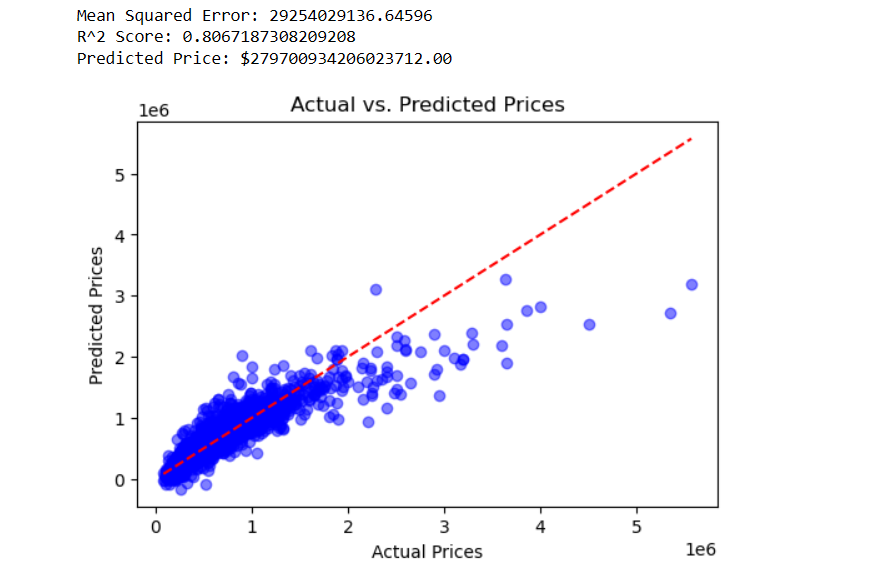 Mean Squared Error: 29254029136.64596
R^2 Score: 0.8067187308209208
Predicted Price: $279700934206023712.00
Actual vs. Predicted Prices
1e6
5
4
3
2
1
0
Predicted Prices
0 1 2 3 4 5
1e6
Actual Prices